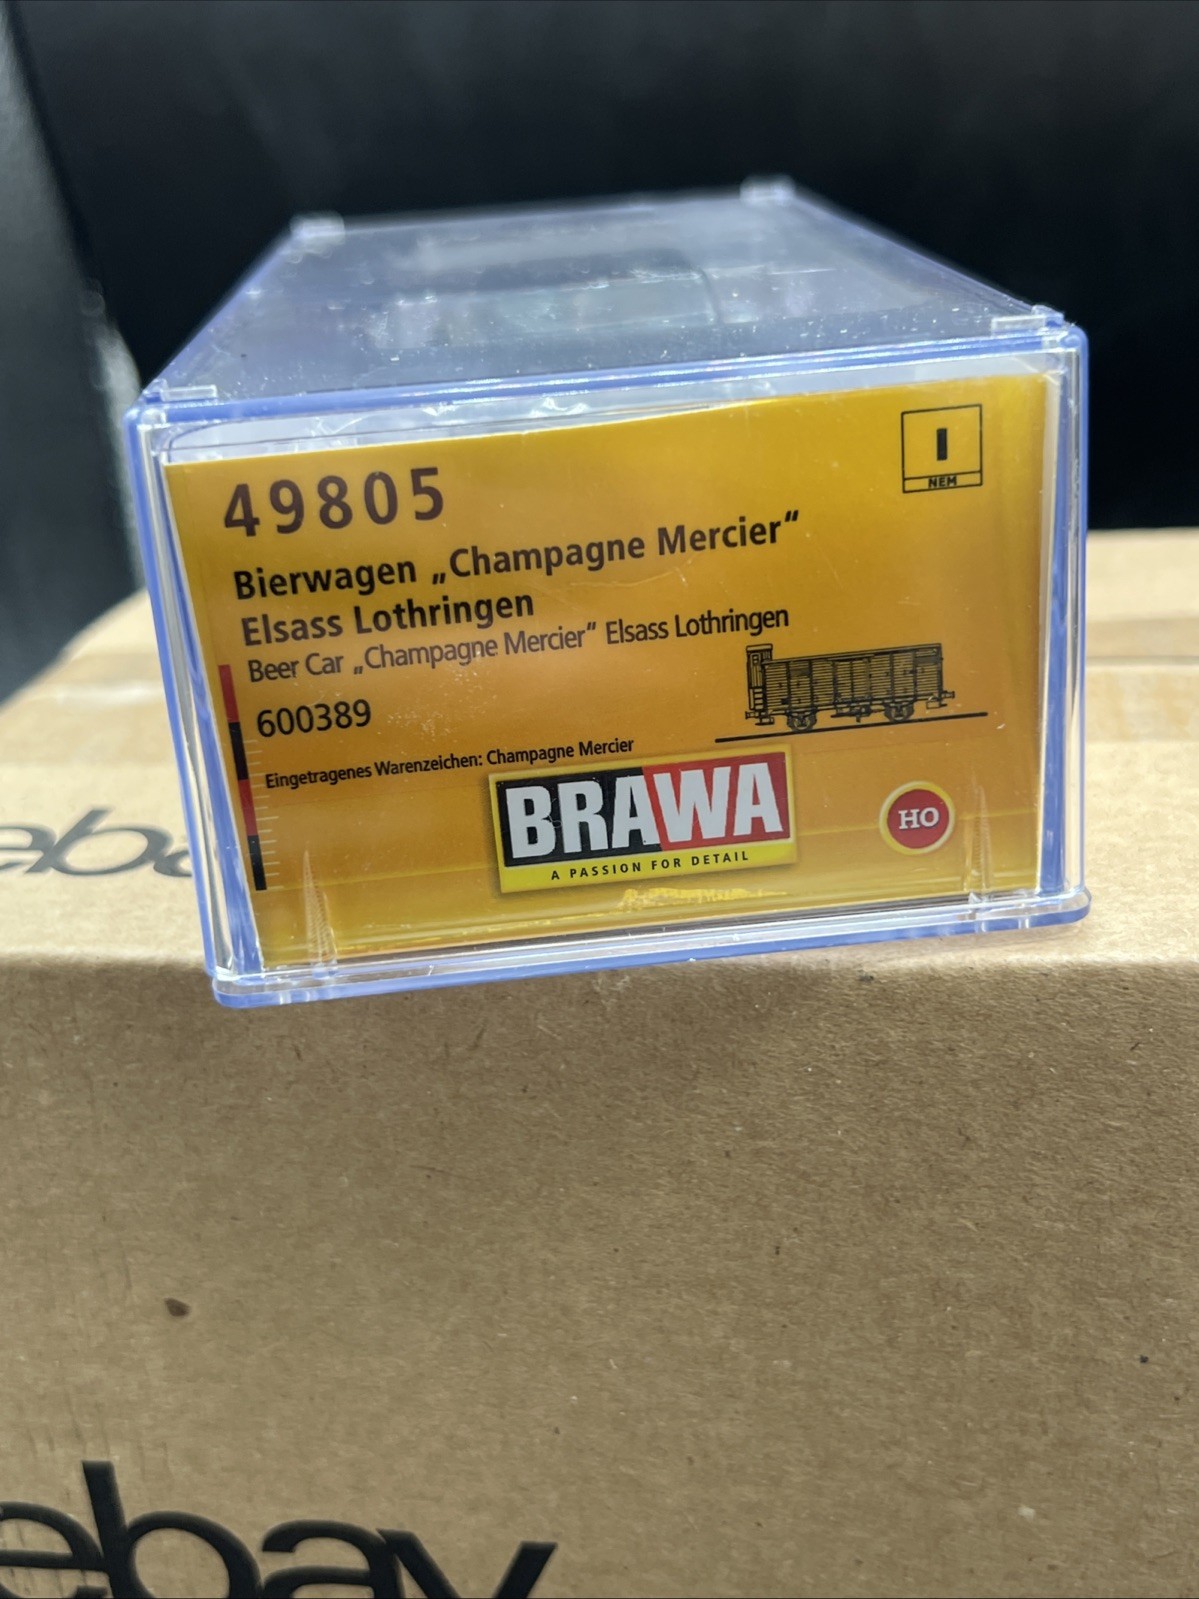 49805
I
NEM
Bierwagen „Champagne Mercier“
Elsass Lothringen
Beer Car „Champagne Mercier“ Elsass Lothringen
600389
Eingetragenes Warenzeichen: Champagne Mercier
BRAWA
A PASSION FOR DETAIL
HO
eba
ebay